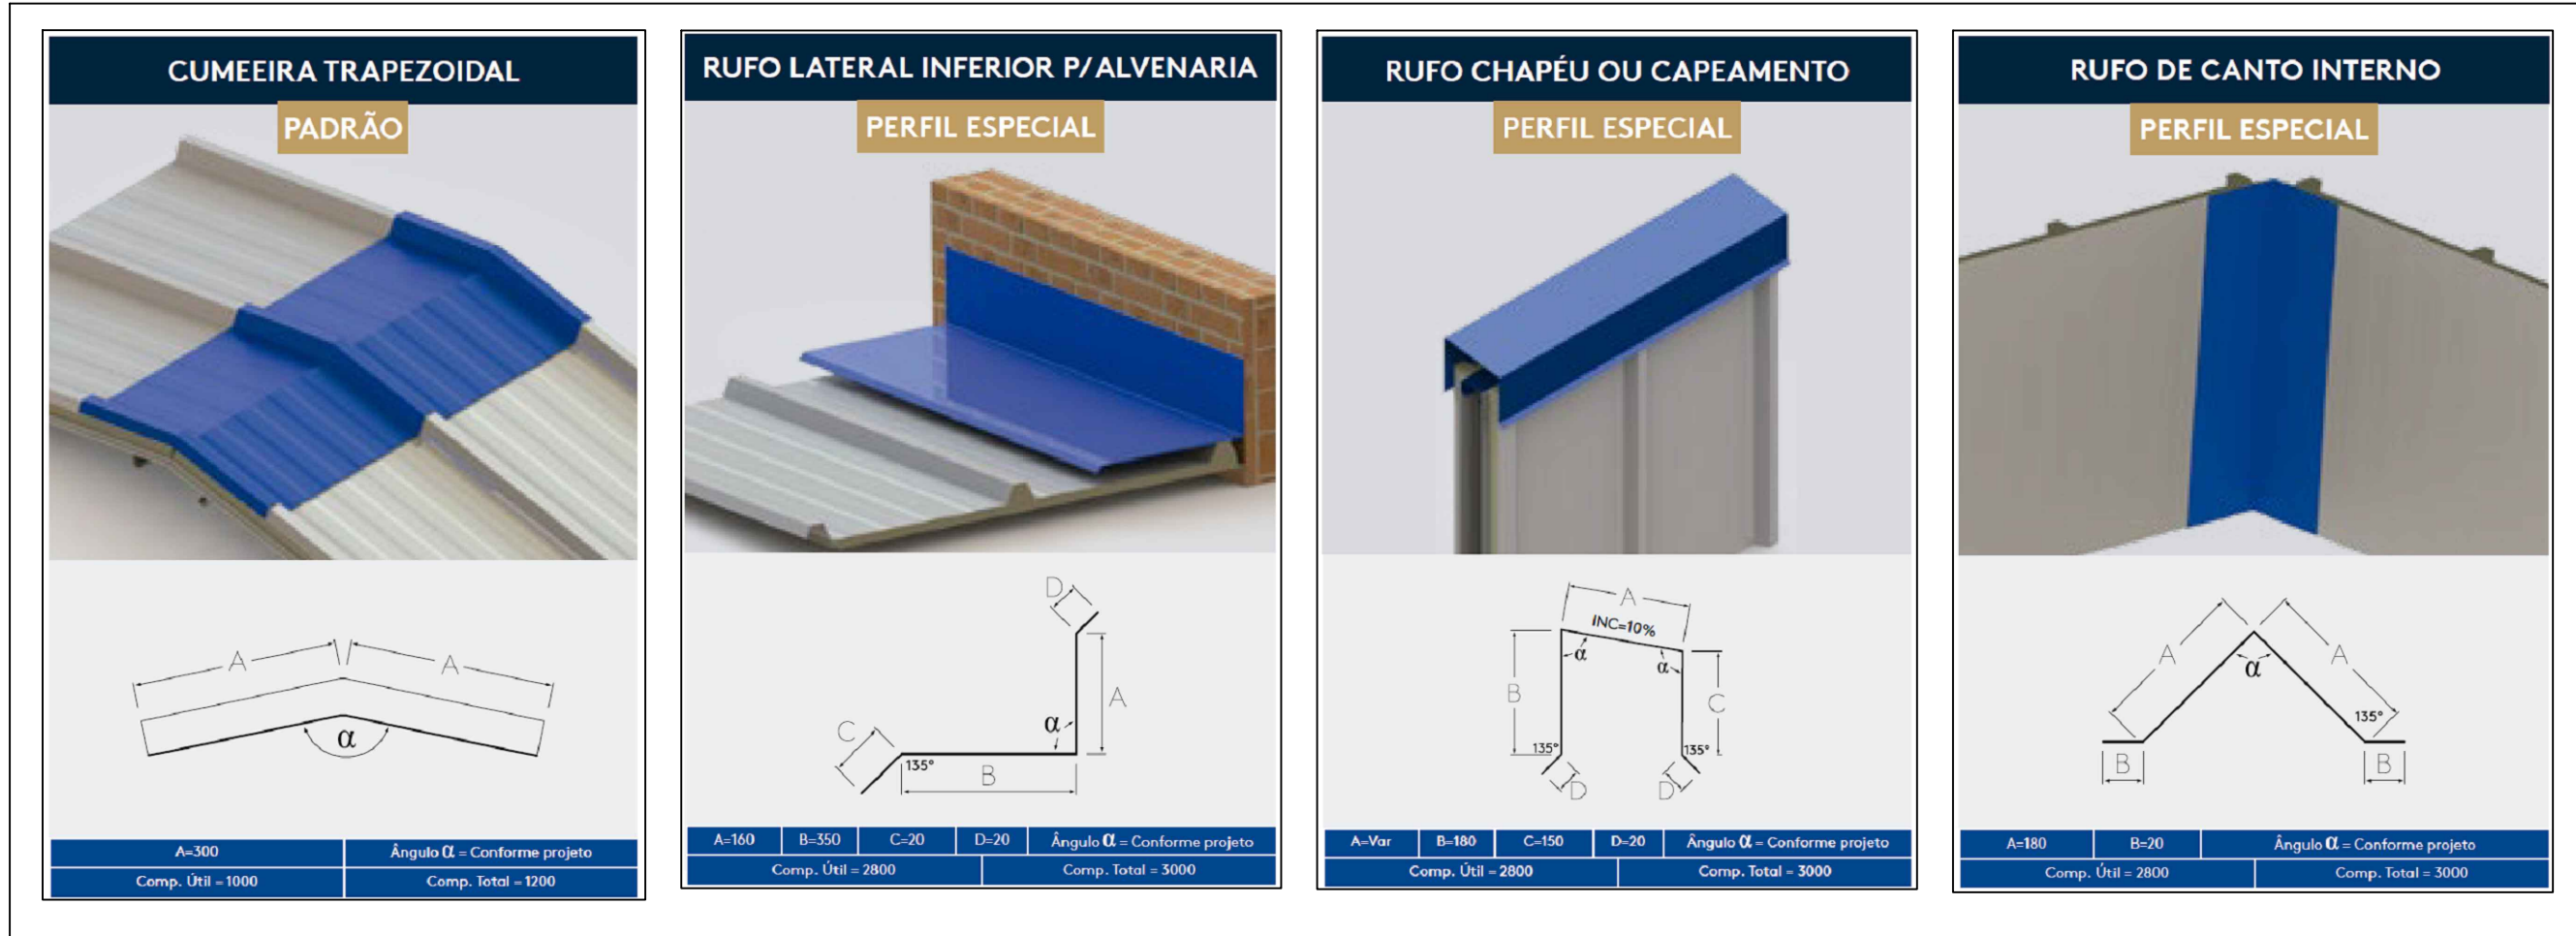 CUMEEIRA TRAPEZOIDAL
PADRÃO
A
A
α
A=300
Ângulo α = Conforme projeto
Comp. Útil = 1000
Comp. Total = 1200
RUFO LATERAL INFERIOR P/ALVENARIA
PERFIL ESPECIAL
D
A
α
C
135°
B
A=160
B=350
C=20
D=20
Ângulo α = Conforme projeto
Comp. Útil = 2800
Comp. Total = 3000
RUFO CHAPÉU OU CAPEAMENTO
PERFIL ESPECIAL
A
INC=10%
α
α
B
C
135°
135°
D
D
A=Var
B=180
C=150
D=20
Ângulo α = Conforme projeto
Comp. Útil = 2800
Comp. Total = 3000
RUFO DE CANTO INTERNO
PERFIL ESPECIAL
A
A
α
135°
B
B
A=180
B=20
Ângulo α = Conforme projeto
Comp. Útil = 2800
Comp. Total = 3000